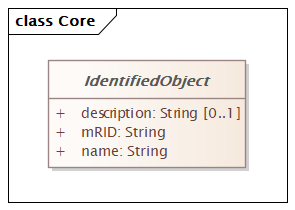 class Core
IdentifiedObject
+ description: String [0..1]
+ mRID: String
+ name: String